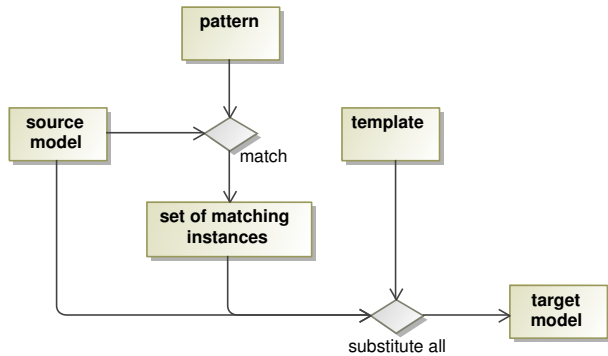 pattern
source
model
template
match
set of matching
instances
target
model
substitute all